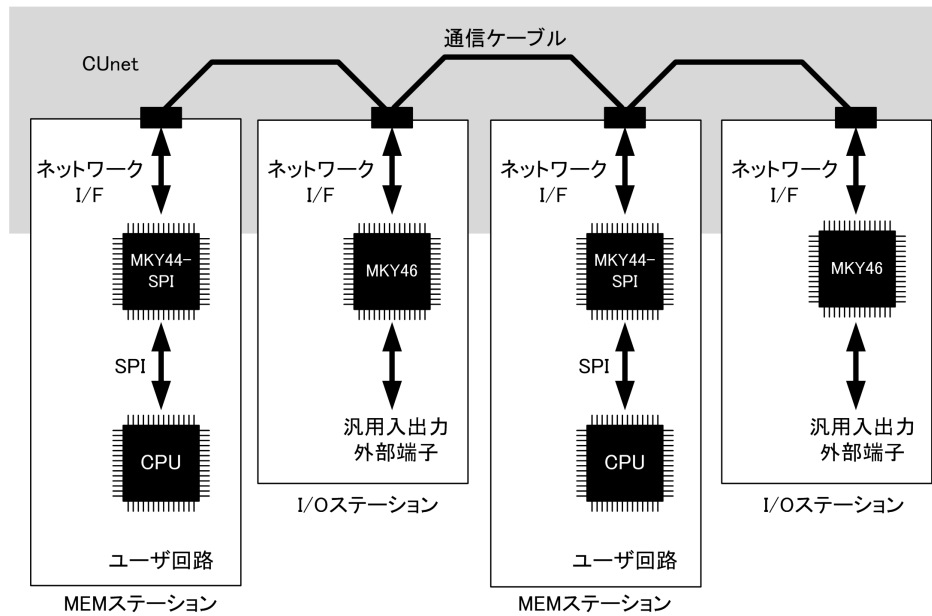 通信ケーブル
CUnet
ネットワーク
I/F
MKY44-
SPI
SPI
CPU
ユーザ回路
MEMステーション
ネットワーク
I/F
MKY46
汎用入出力
外部端子
I/Oステーション
ネットワーク
I/F
MKY44-
SPI
SPI
CPU
ユーザ回路
MEMステーション
ネットワーク
I/F
MKY46
汎用入出力
外部端子
I/Oステーション